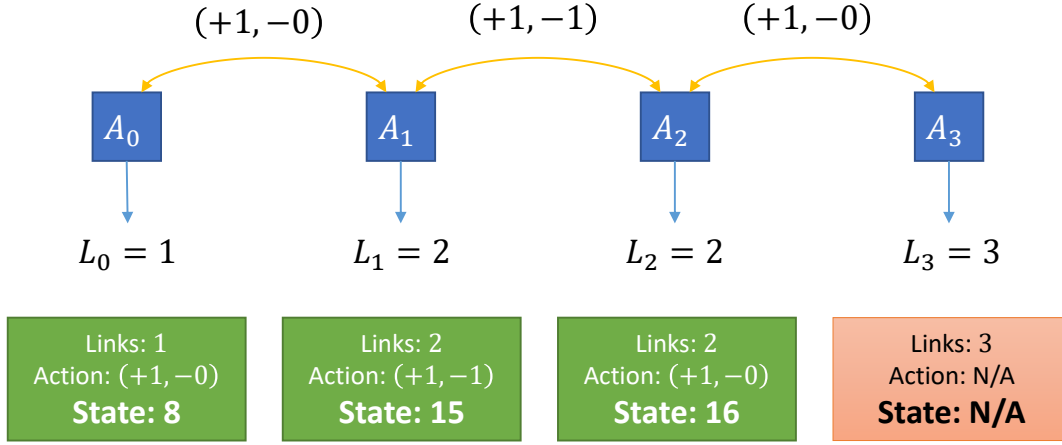 (+1, −0) (+1, −1) (+1, −0)
A₀ A₁ A₂ A₃
L₀ = 1 L₁ = 2 L₂ = 2 L₃ = 3
Links: 1
Action: (+1, −0)
State: 8
Links: 2
Action: (+1, −1)
State: 15
Links: 2
Action: (+1, −0)
State: 16
Links: 3
Action: N/A
State: N/A